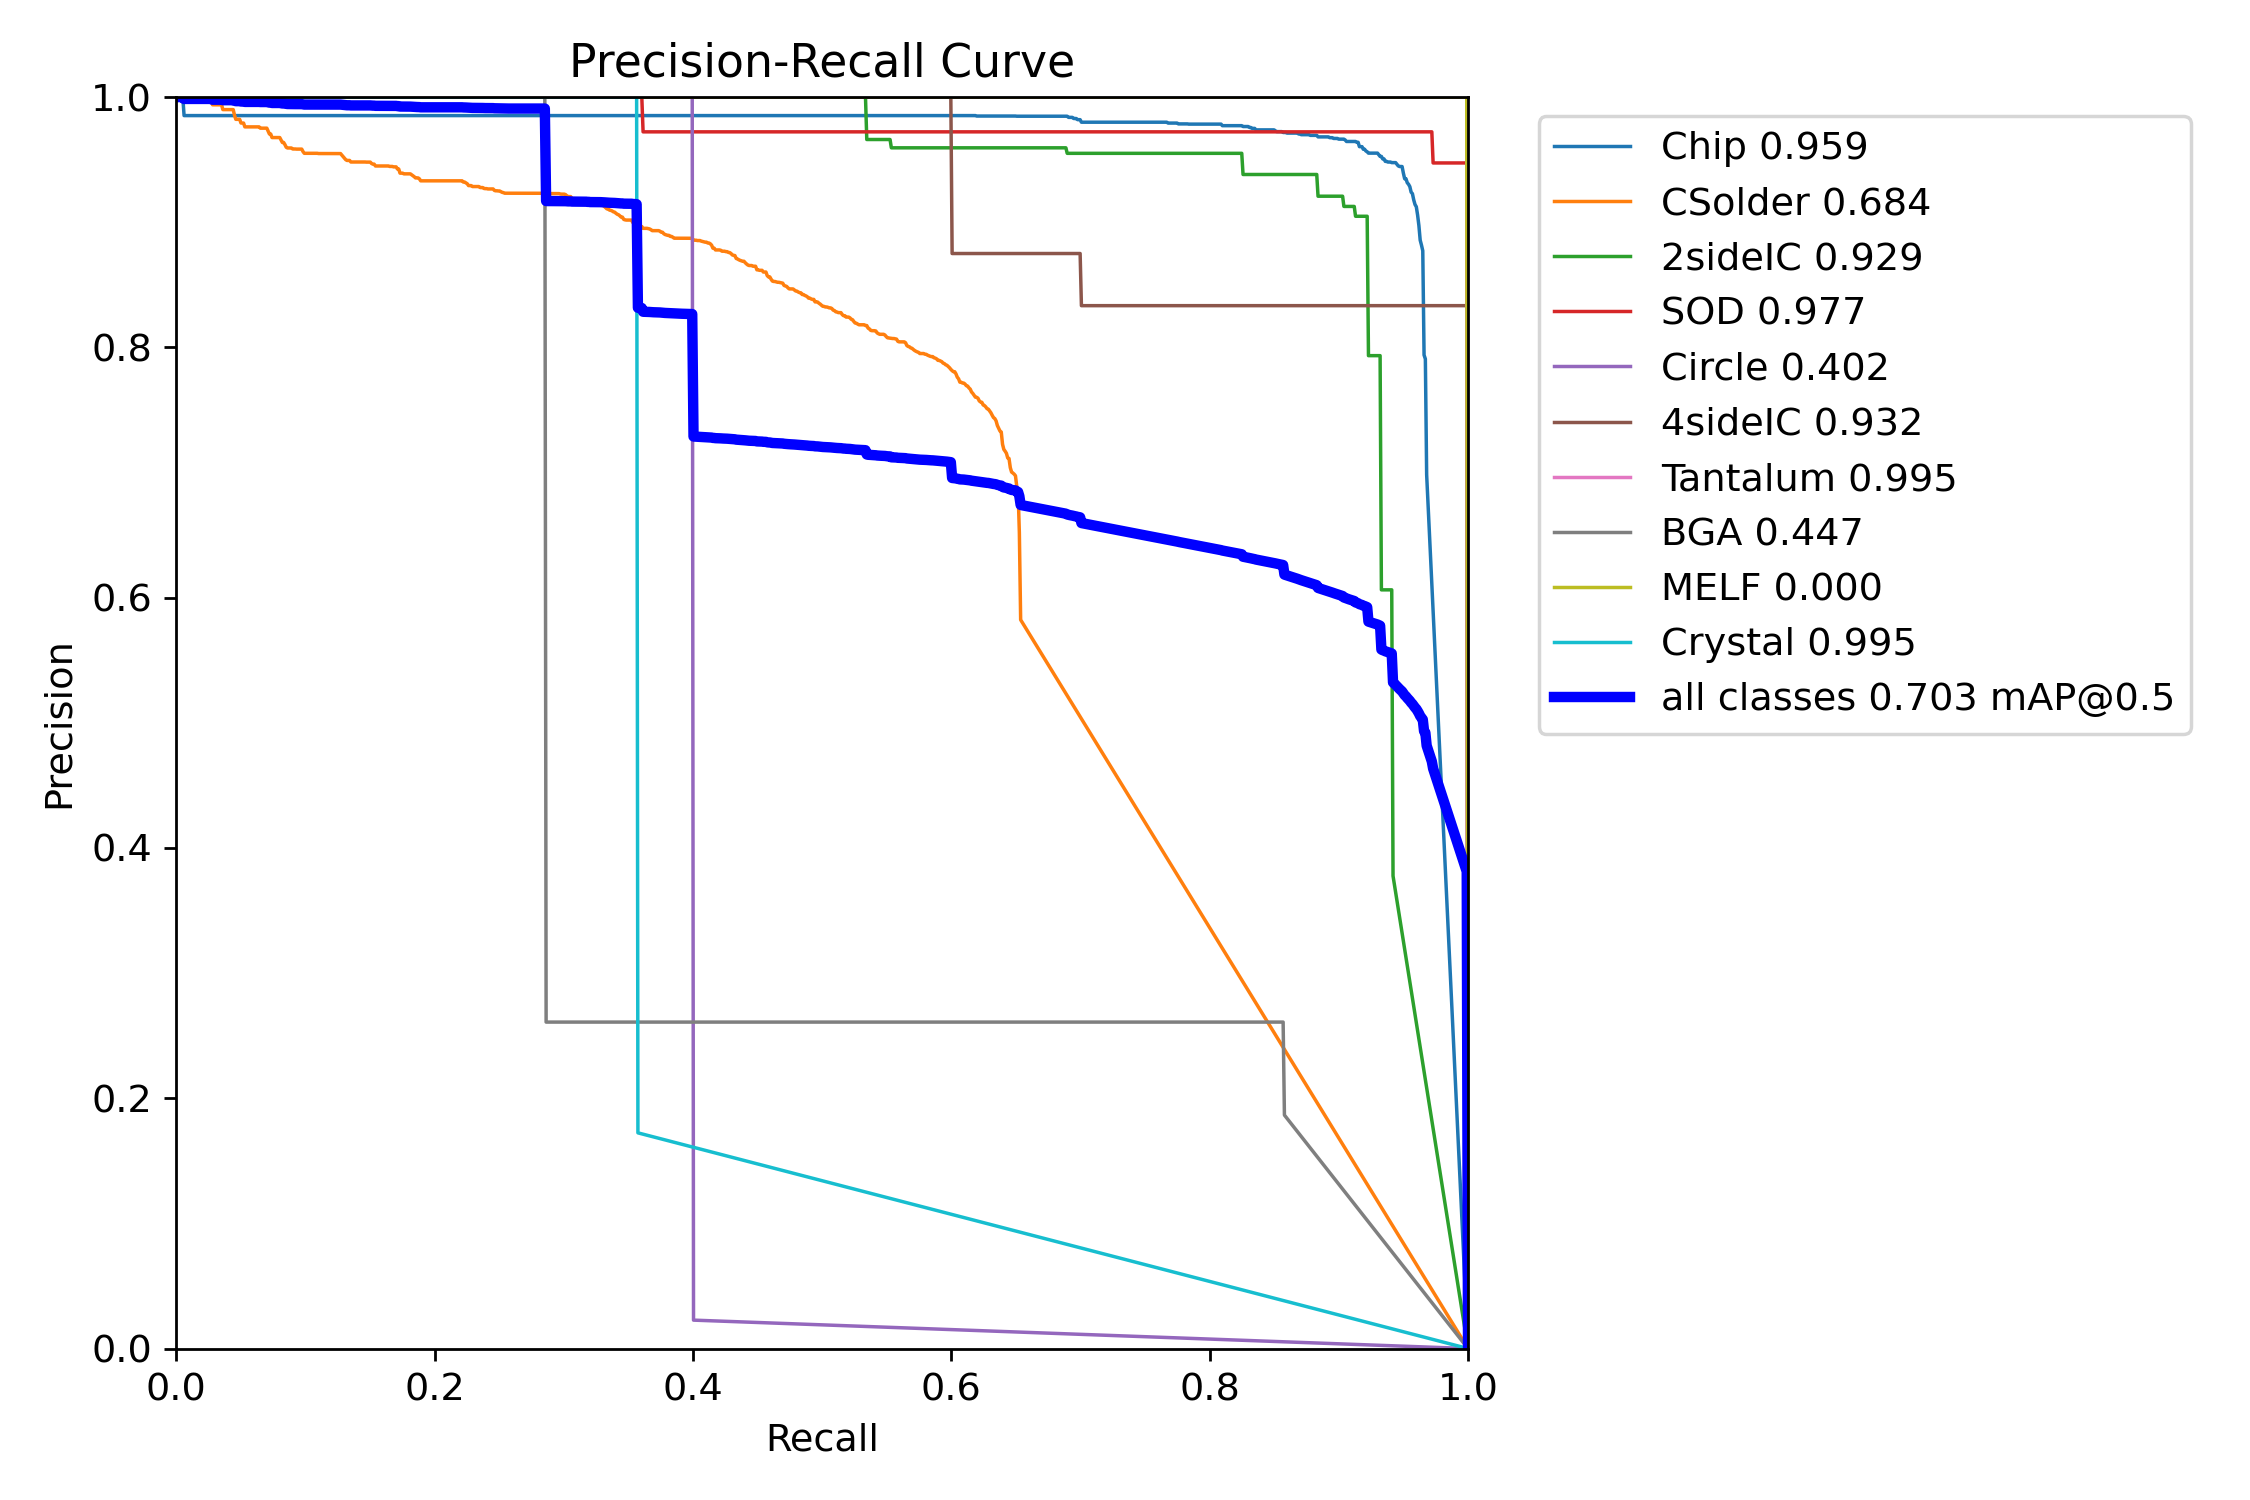 Precision-Recall Curve
1.0
0.8
0.6
0.4
0.2
0.0
Precision
0.0 0.2 0.4 0.6 0.8 1.0
Recall
Chip 0.959
CSolder 0.684
2sideIC 0.929
SOD 0.977
Circle 0.402
4sideIC 0.932
Tantalum 0.995
BGA 0.447
MELF 0.000
Crystal 0.995
all classes 0.703 mAP@0.5